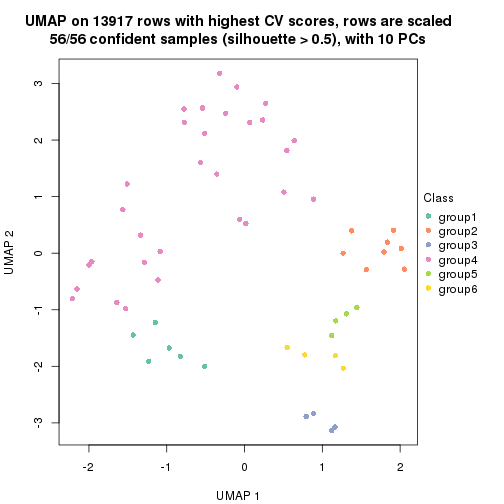 UMAP on 13917 rows with highest CV scores, rows are scaled
56/56 confident samples (silhouette > 0.5), with 10 PCs
3
2
1
0
-1
-2
-3
UMAP 2
-2
-1
0
1
2
UMAP 1
Class
group1
group2
group3
group4
group5
group6